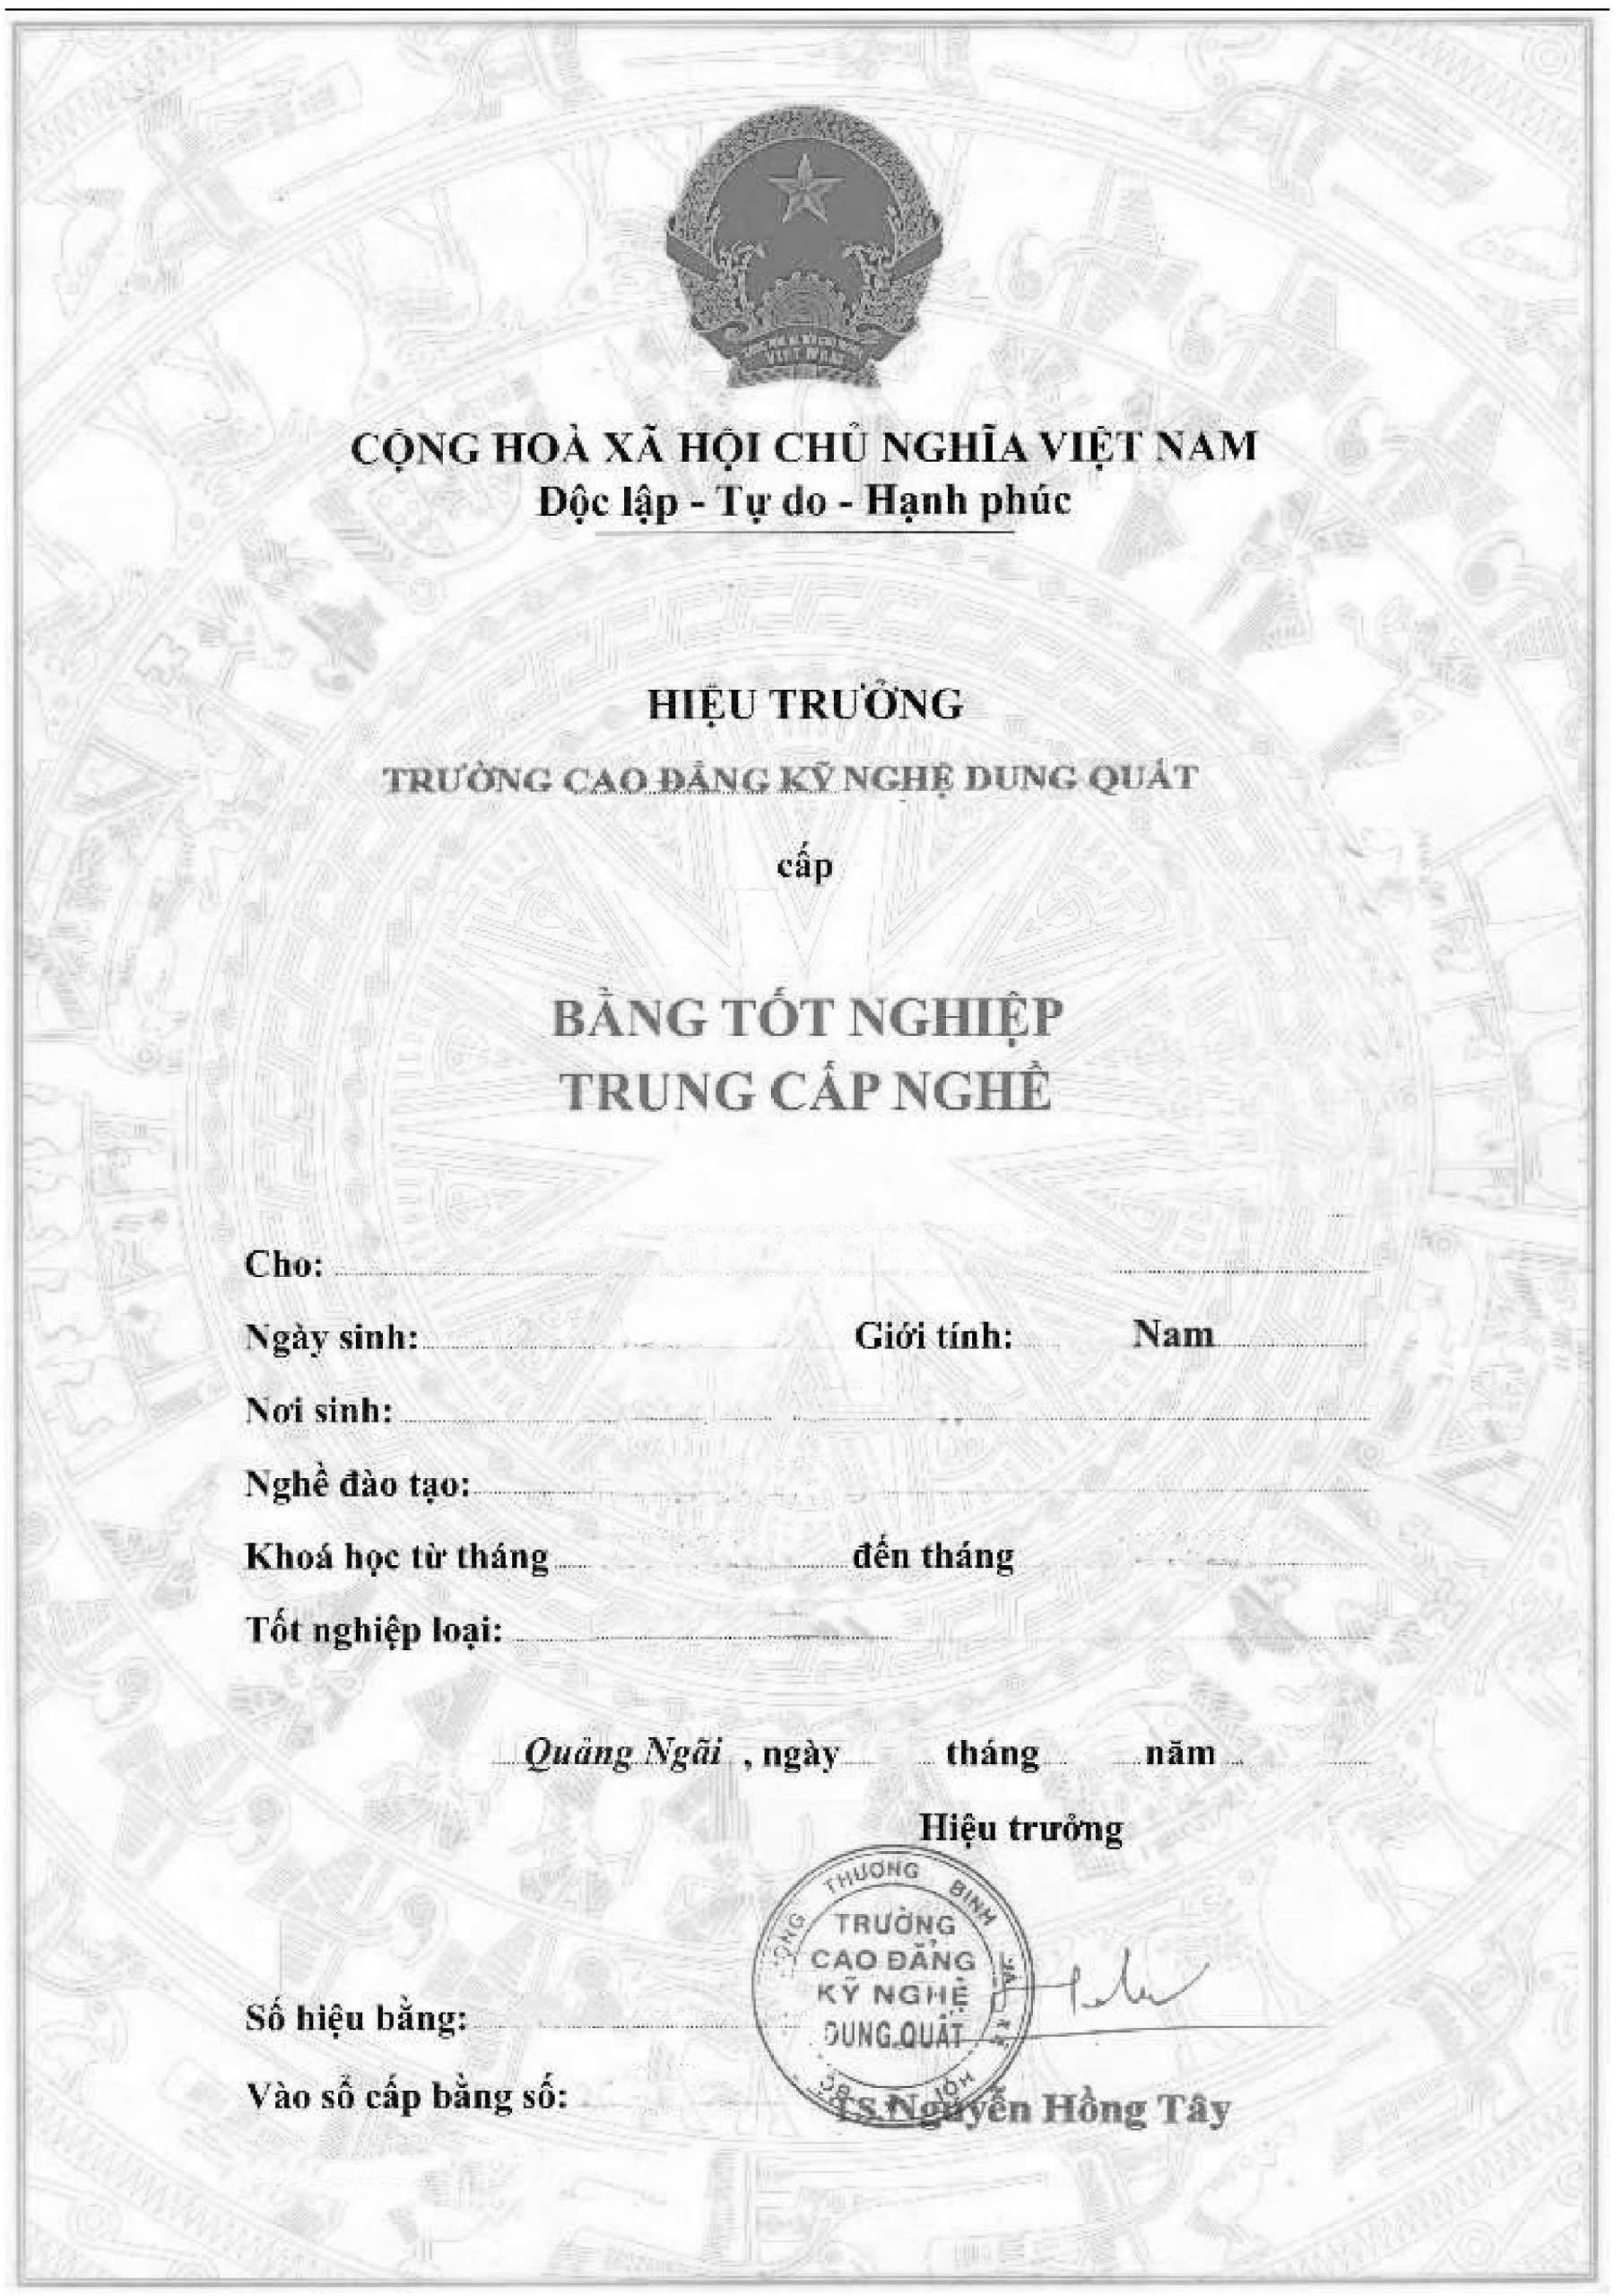 CỘNG HOÀ XÃ HỘI CHỦ NGHĨA VIỆT NAM
Độc lập - Tự do - Hạnh phúc
HIỆU TRƯỞNG
TRƯỜNG CAO ĐẲNG KỸ NGHỆ DUNG QUẤT
cấp
BẰNG TỐT NGHIỆP
TRUNG CẤP NGHỀ
Cho:
Ngày sinh: Giới tính: Nam
Nơi sinh:
Nghề đào tạo:
Khoá học từ tháng đến tháng
Tốt nghiệp loại:
Quảng Ngãi , ngày tháng năm
Hiệu trưởng
THƯƠNG BINH
TRƯỜNG
CAO ĐẲNG
KỸ NGHỆ
DUNG QUẤT
Số hiệu bằng:
Vào sổ cấp bằng số:
TS.Nguyễn Hồng Tây